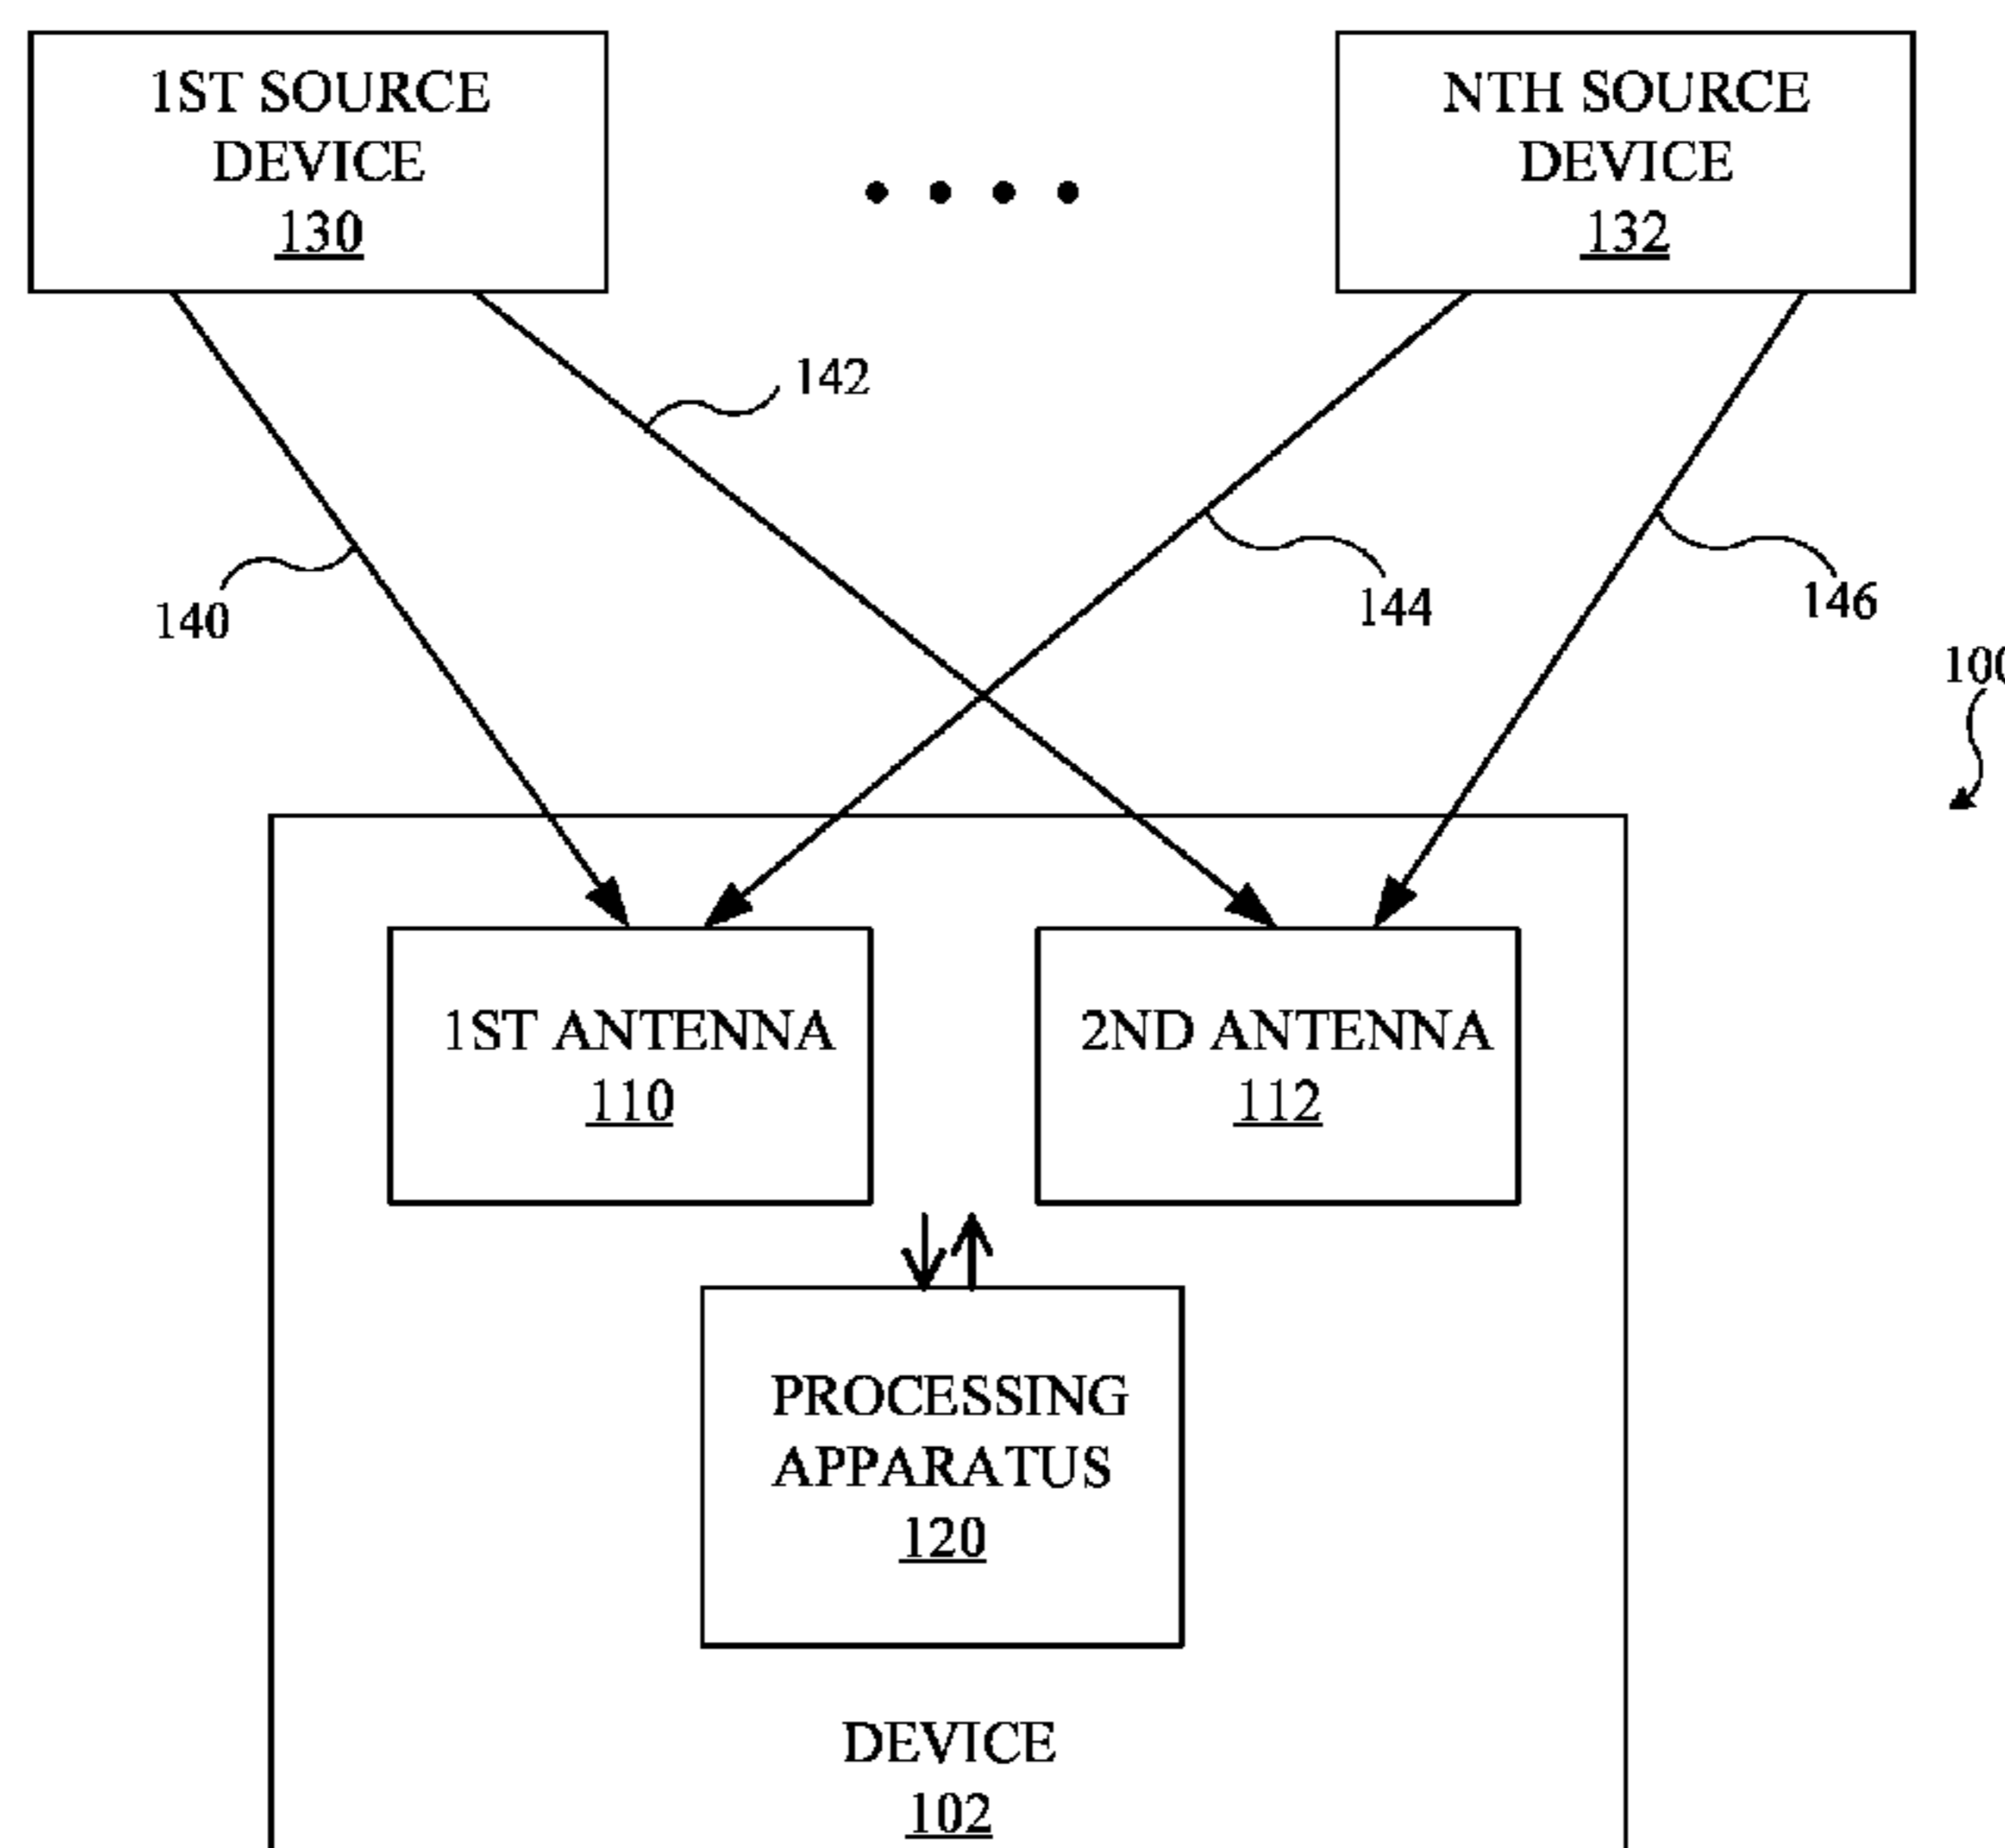 1ST SOURCE
DEVICE
130
NTH SOURCE
DEVICE
132
142
140
144
146
100
1ST ANTENNA
110
2ND ANTENNA
112
PROCESSING
APPARATUS
120
DEVICE
102